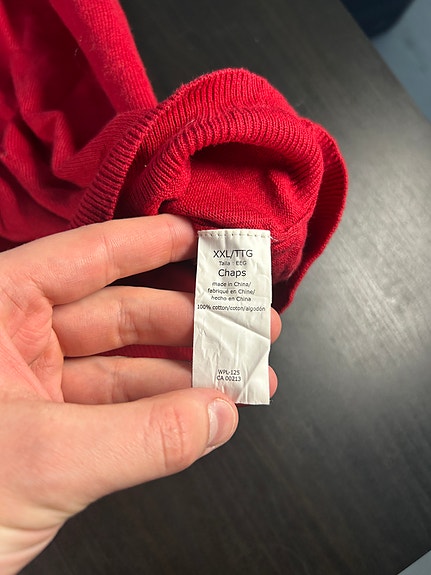 XXL/TTG
Talla : EEG
Chaps
made in China/
fabriqué en Chine/
hecho en China
100% cotton/coton/algodón
WPL-125
CA 00213